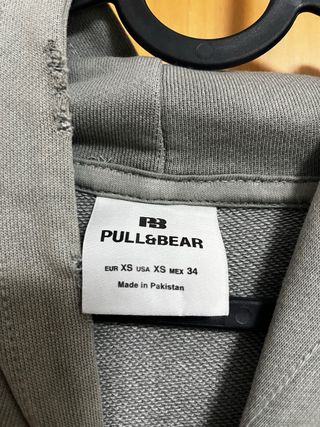 PB
PULL&BEAR
EUR XS USA XS MEX 34
Made in Pakistan